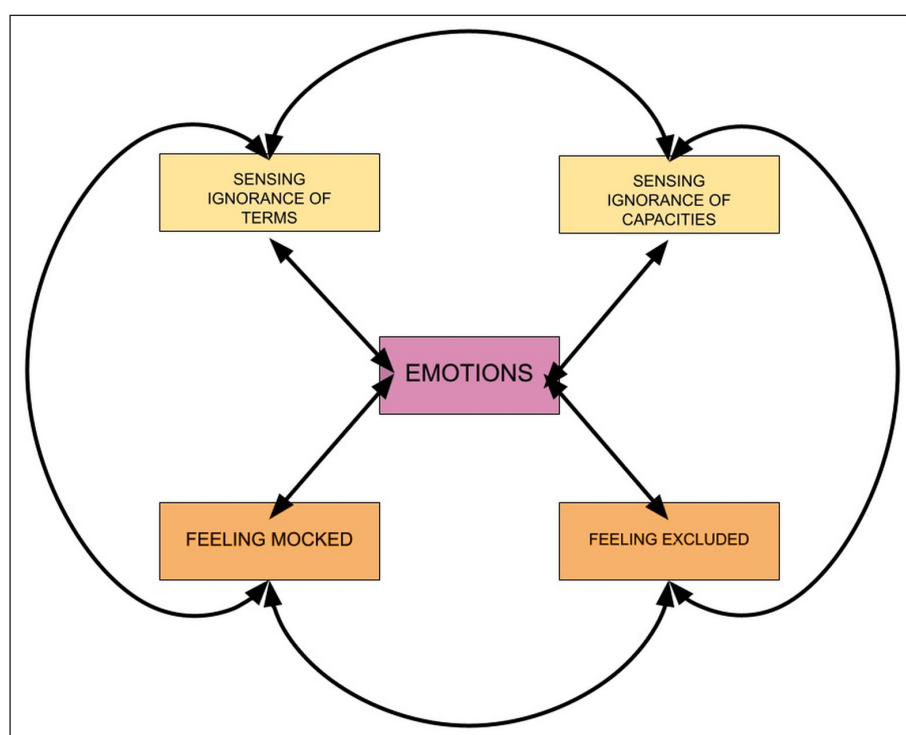 SENSING
IGNORANCE OF
TERMS
SENSING
IGNORANCE OF
CAPACITIES
EMOTIONS
FEELING MOCKED
FEELING EXCLUDED